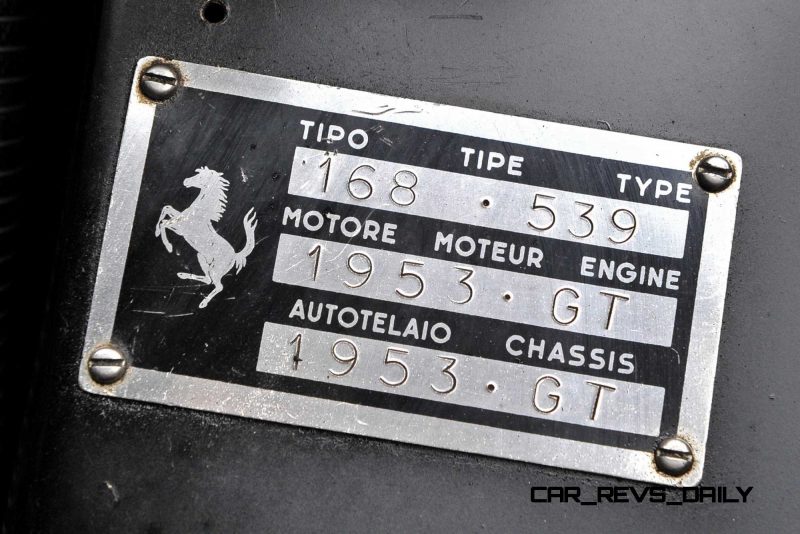 TIPO TIPE TYPE
168 . 539
MOTORE MOTEUR ENGINE
1953 . GT
AUTOTELAIO CHASSIS
1953 . GT
CAR_REVS_DAILY